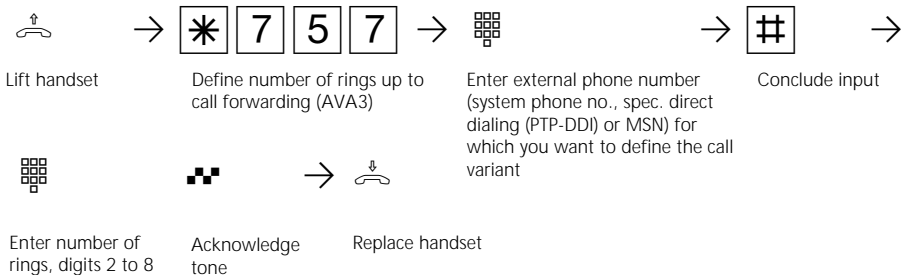 * 7 5 7 #
Lift handset
Define number of rings up to
call forwarding (AVA3)
Enter external phone number
(system phone no., spec. direct
dialing (PTP-DDI) or MSN) for
which you want to define the call
variant
Conclude input
Enter number of
rings, digits 2 to 8
Acknowledge
tone
Replace handset